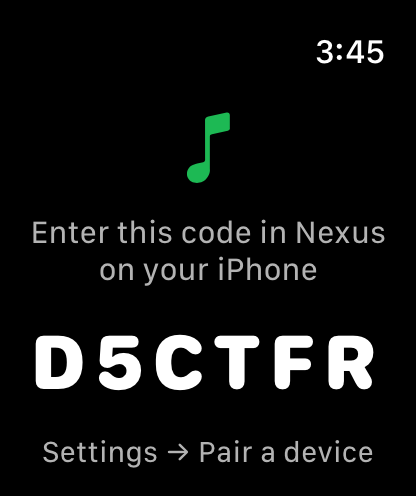 3:45
Enter this code in Nexus
on your iPhone
D5CTFR
Settings → Pair a device